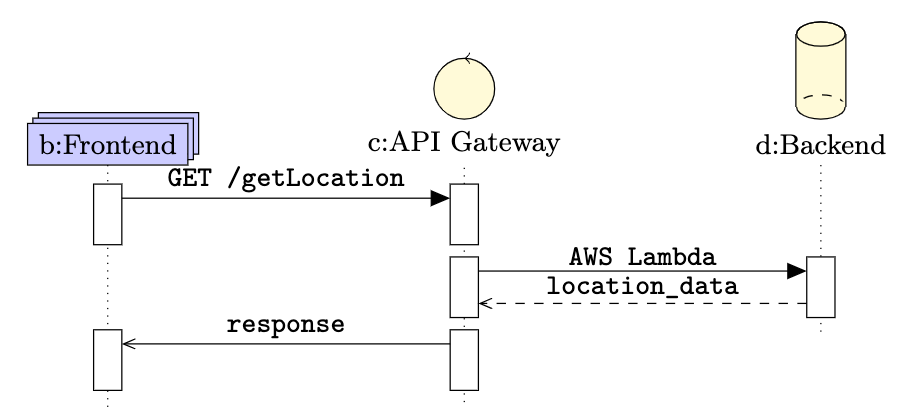 b:Frontend
c:API Gateway
d:Backend
GET /getLocation
AWS Lambda
location_data
response